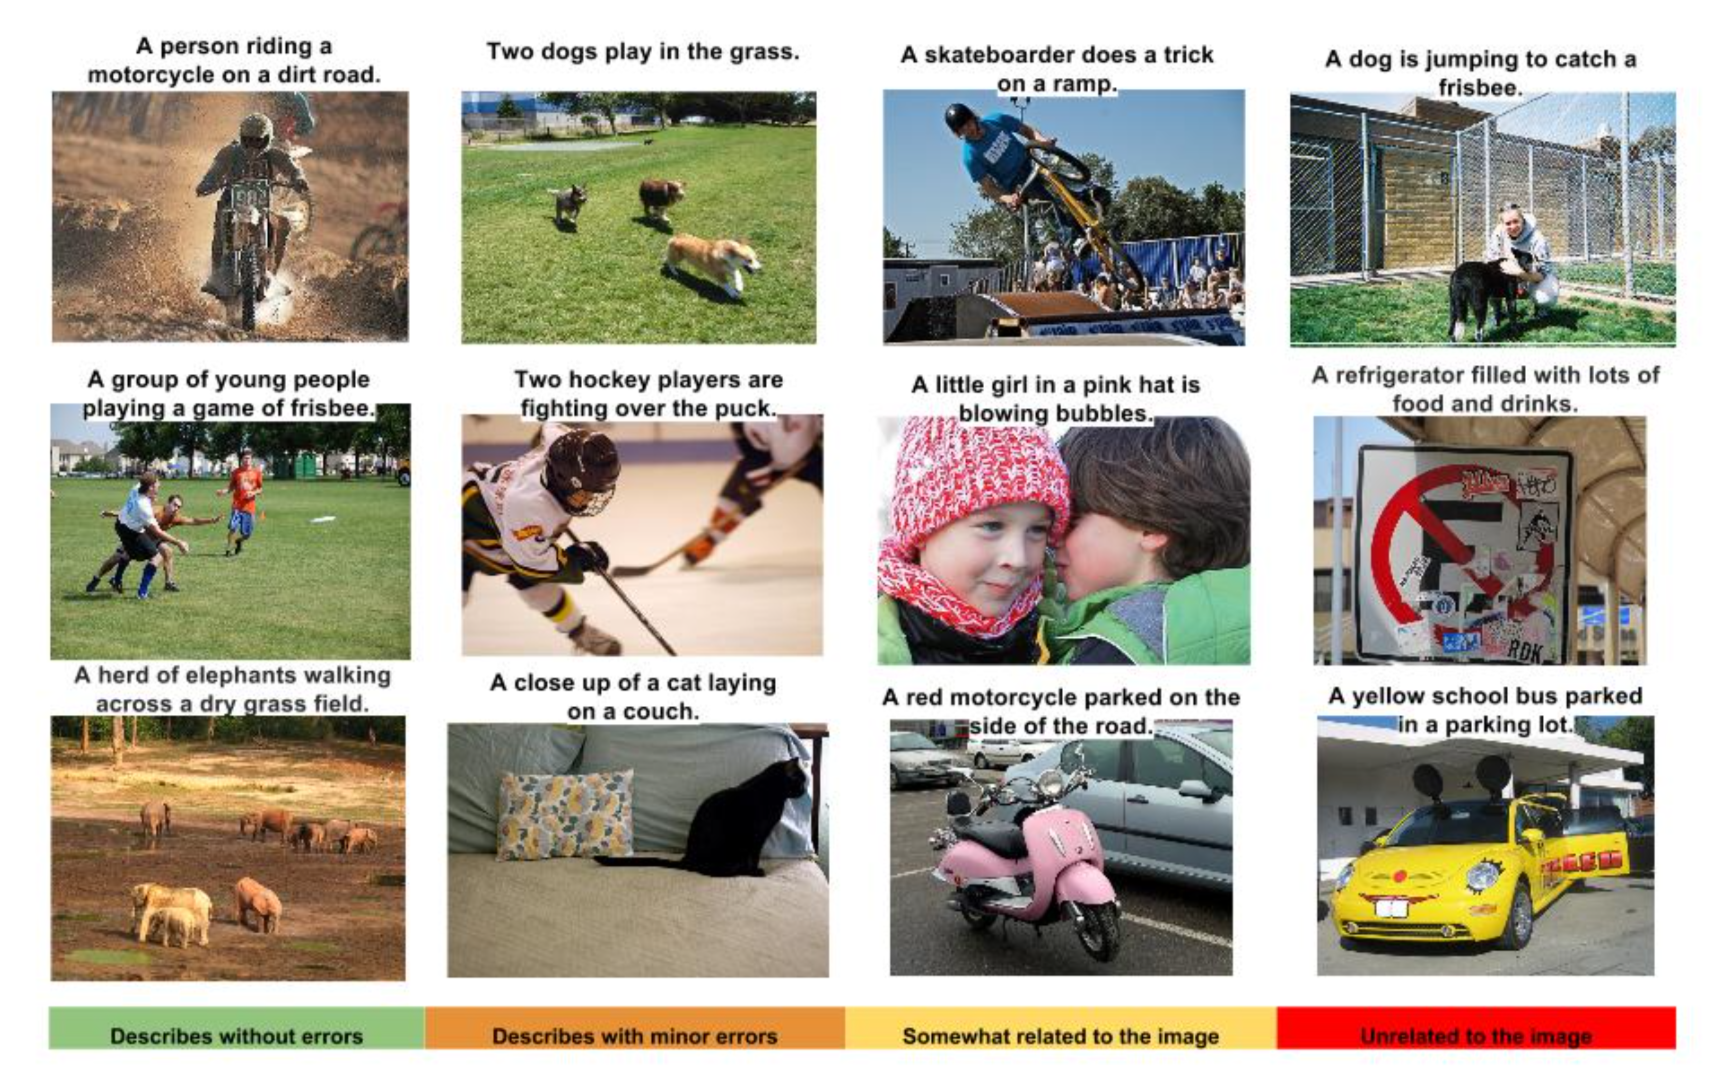 A person riding a
motorcycle on a dirt road.
Two dogs play in the grass.
A skateboarder does a trick
on a ramp.
A dog is jumping to catch a
frisbee.
A group of young people
playing a game of frisbee.
Two hockey players are
fighting over the puck.
A little girl in a pink hat is
blowing bubbles.
A refrigerator filled with lots of
food and drinks.
RDK
A herd of elephants walking
across a dry grass field.
A close up of a cat laying
on a couch.
A red motorcycle parked on the
side of the road.
A yellow school bus parked
in a parking lot.
Describes without errors
Describes with minor errors
Somewhat related to the image
Unrelated to the image